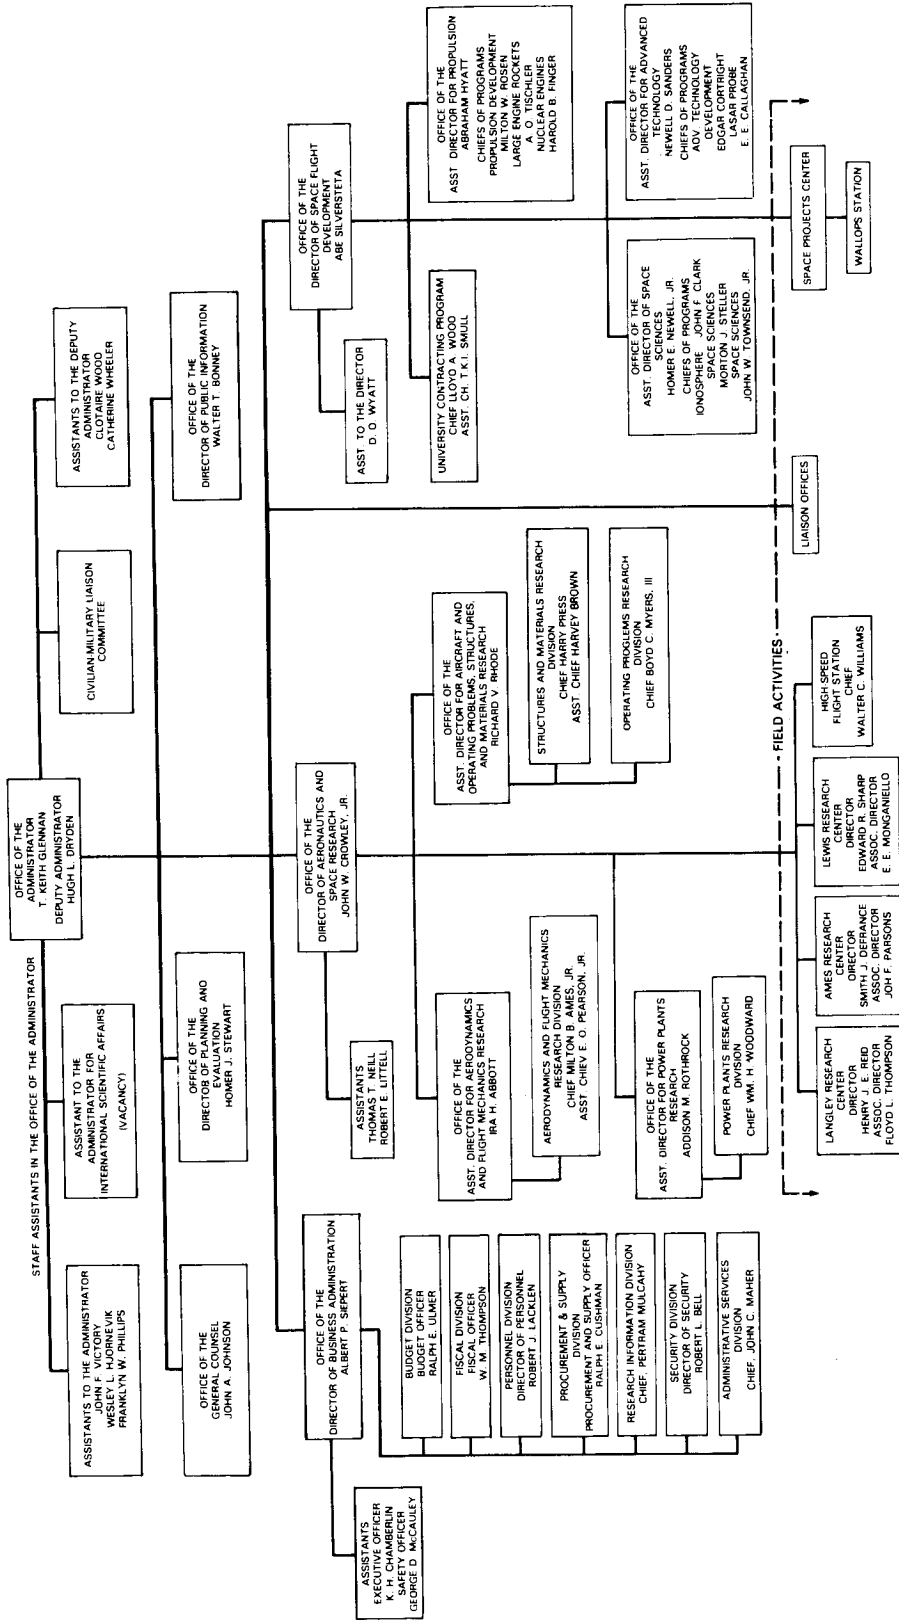 OFFICE OF THE
ADMINISTRATOR
T. KEITH GLENNAN
DEPUTY ADMINISTRATOR
HUGH L. DRYDEN
STAFF ASSISTANTS IN THE OFFICE OF THE ADMINISTRATOR
ASSISTANTS TO THE ADMINISTRATOR
JOHN F. VICTORY
WESLEY L. HJORNEVIK
FRANKLYN W. PHILLIPS
ASSISTANT TO THE
ADMINISTRATOR FOR
INTERNATIONAL SCIENTIFIC AFFAIRS
(VACANCY)
CIVILIAN-MILITARY LIAISON
COMMITTEE
ASSISTANTS TO THE DEPUTY
ADMINISTRATOR
CLOTAIRE WOOD
CATHERINE WHEELER
OFFICE OF THE
GENERAL COUNSEL
JOHN A. JOHNSON
OFFICE OF THE
DIRECTOB OF PLANNING AND
EVALUATION
HOMER J. STEWART
OFFICE OF THE
DIRECTOR OF PUBLIC INFORMATION
WALTER T. BONNEY
OFFICE OF THE
DIRECTOR OF BUSINESS ADMINISTRATION
ALBERT P. SIEPERT
OFFICE OF THE
DIRECTOR OF AERONAUTICS AND
SPACE RESEARCH
JOHN W. CROWLEY, JR.
OFFICE OF THE
DIRECTOR OF SPACE FLIGHT
DEVELOPMENT
ABE SILVERSTETA
ASSISTANTS
EXECUTIVE OFFICER
K. H. CHAMBERLIN
SAFETY OFFICER
GEORGE D. McCAULEY
ASSISTANTS
THOMAS T. NEILL
ROBERT E. LITTELL
ASST. TO THE DIRECTOR
D. O. WYATT
BUDGET DIVISION
BUDGET OFFICER
RALPH E. ULMER
FISCAL DIVISION
FISCAL OFFICER
W. M. THOMPSON
PERSONNEL DIVISION
DIRECTOR OF PERSONNEL
ROBERT J. LACKLEN
PROCUREMENT & SUPPLY
DIVISION
PROCUREMENT AND SUPPLY OFFICER
RALPH E. CUSHMAN
RESEARCH INFORMATION DIVISION
CHIEF, PERTRAM MULCAHY
SECURITY DIVISION
DIRECTOR OF SECURITY
ROBERT L. BELL
ADMINISTRATIVE SERVICES
DIVISION
CHIEF, JOHN C. MAHER
OFFICE OF THE
ASST. DIRECTOR FOR AERODYNAMICS
AND FLIGHT MECHANICS RESEARCH
IRA H. ABBOTT
AERODYNAMICS AND FLIGHT MECHANICS
RESEARCH DIVISION
CHIEF MILTON B. AMES, JR.
ASST. CHIEV E. O. PEARSON, JR.
OFFICE OF THE
ASST. DIRECTOR FOR AIRCRAFT AND
OPERATING PROBLEMS, STRUCTURES,
AND MATERIALS RESEARCH
RICHARD V. RHODE
STRUCTURES AND MATERIALS RESEARCH
DIVISION
CHIEF HARRY PRESS
ASST. CHIEF HARVEY BROWN
OPERATING PROGLEMS RESEARCH
DIVISION
CHIEF BOYD C. MYERS, III
OFFICE OF THE
ASST. DIRECTOR FOR POWER PLANTS
RESEARCH
ADDISON M. ROTHROCK
POWER PLANTS RESEARCH
DIVISION
CHIEF WM. H. WOODWARD
UNIVERSITY CONTRACTING PROGRAM
CHIEF LLOYO A. WOOD
ASST. CH. T.K.I. SMULL
OFFICE OF THE
ASST DIRECTOR FOR PROPULSION
ABRAHAM HYATT
CHIEFS OF PROGRAMS
PROPULSION DEVELOPMENT
MILTON W. ROSEN
LARGE ENGINE ROCKETS
A. O. TISCHLER
NUCLEAR ENGINES
HAROLD B. FINGER
OFFICE OF THE
ASST. DIRECTOR OF SPACE
SCIENCES
HOMER E. NEWELL, JR.
CHIEFS OF PROGRAMS
IONOSPHERE JOHN F. CLARK
SPACE SCIENCES
MORTON J. STELLER
SPACE SCIENCES
JOHN W. TOWNSEND, JR.
OFFICE OF THE
ASST. DIRECTOR FOR ADVANCED
TECHNOLOGY
NEWELL D. SANDERS
CHIEFS OF PROGRAMS
AOV. TECHNOLOGY
DEVELOPMENT
EDGAR CORTRIGHT
LASAR PROBE
E. E. CALLAGHAN
FIELD ACTIVITIES
LANGLEY RESEARCH
CENTER
DIRECTOR
HENRY J. E. REID
ASSOC. DIRECTOR
FLOYD L. THOMPSON
AMES RESEARCH
CENTER
DIRECTOR
SMITH J. DEFRANCE
ASSOC. DIRECTOR
JOH F. PARSONS
LEWIS RESEARCH
CENTER
DIRECTOR
EDWARD R. SHARP
ASSOC. DIRECTOR
E. E. MONGANIELLO
HIGH SPEED
FLIGHT STATION
CHIEF
WALTER C. WILLIAMS
LIAISON OFFICES
SPACE PROJECTS CENTER
WALLOPS STATION